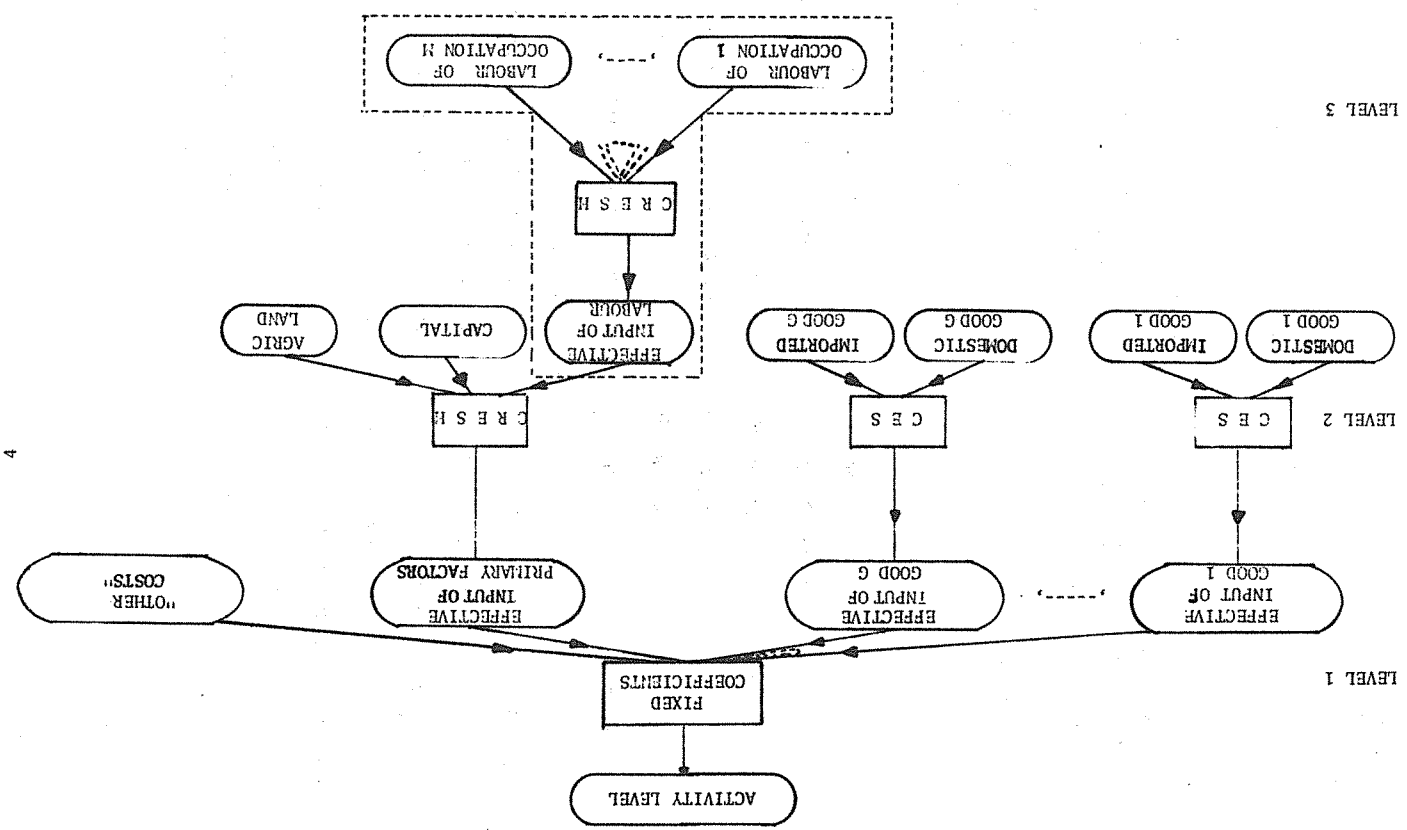 ACTIVITY LEVEL
FIXED
COEFFICIENTS
LEVEL 1
EFFECTIVE
INPUT OF
GOOD 1
,-----,
EFFECTIVE
INPUT OF
GOOD G
EFFECTIVE
INPUT OF
PRIMARY FACTORS
"OTHER
COSTS"
LEVEL 2
C E S
C E S
C R E S H
DOMESTIC
GOOD 1
IMPORTED
GOOD 1
DOMESTIC
GOOD G
IMPORTED
GOOD G
EFFECTIVE
INPUT OF
LABOUR
CAPITAL
AGRIC
LAND
C R E S H
LEVEL 3
LABOUR OF
OCCUPATION 1
,----,
LABOUR OF
OCCUPATION M
4